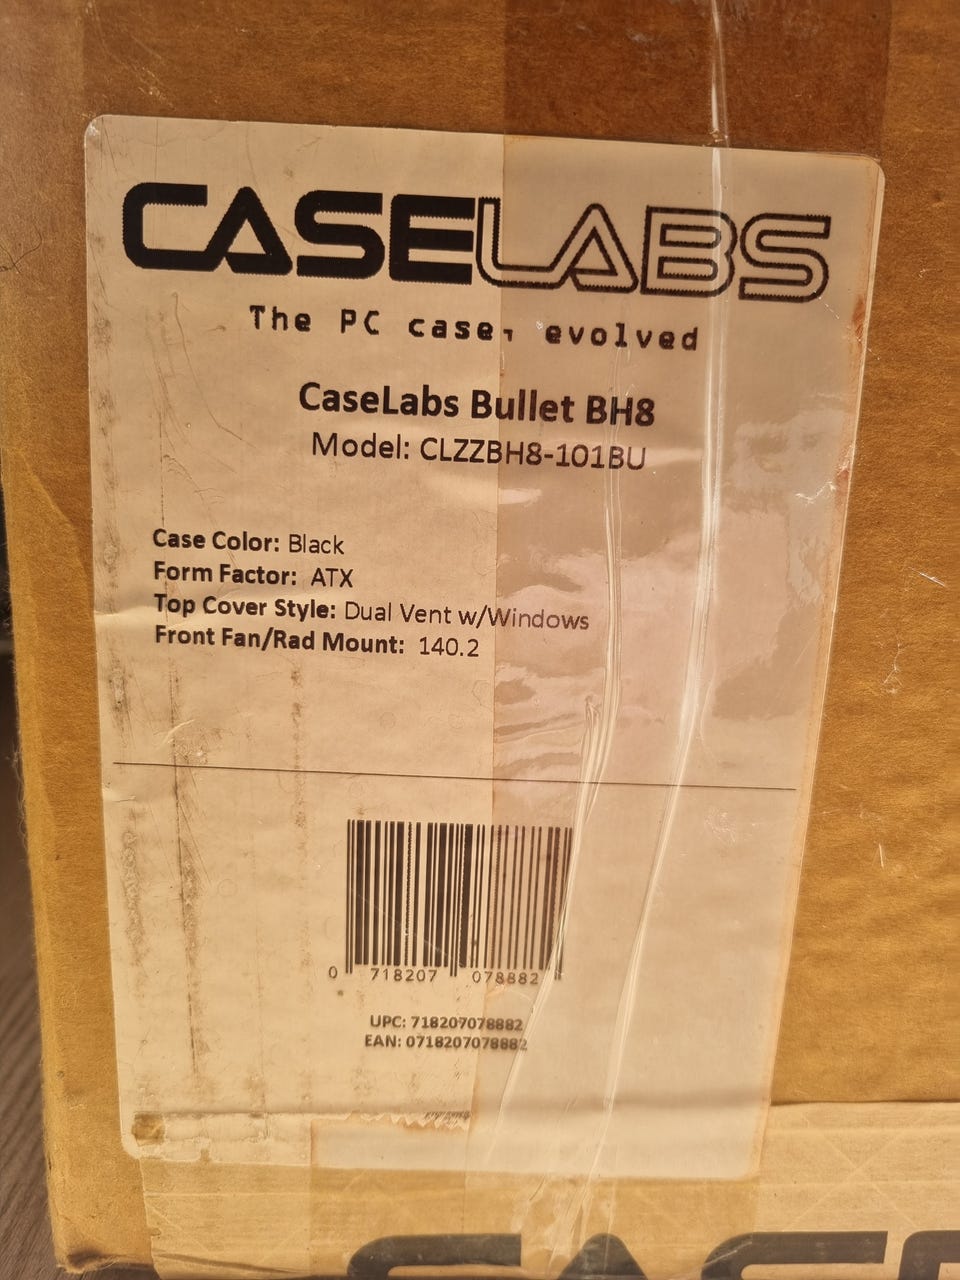 CASELABS
The PC case, evolved
CaseLabs Bullet BH8
Model: CLZZBH8-101BU
Case Color: Black
Form Factor: ATX
Top Cover Style: Dual Vent w/Windows
Front Fan/Rad Mount: 140.2
0 718207 078882
UPC: 718207078882
EAN: 0718207078882